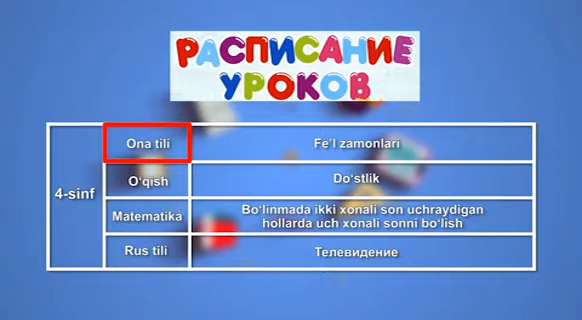 РАСПИСАНИЕ
УРОКОВ
4-sinf
Ona tili
Fe'l zamonlari
O'qish
Do'stlik
Matematika
Bo'linmada ikki xonali son uchraydigan
hollarda uch xonali sonni bo'lish
Rus tili
Телевидение